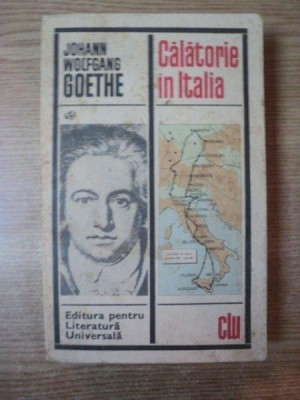 JOHANN
WOLFGANG
GOETHE
Călătorie
în Italia
Editura pentru
Literatură
Universală
clu